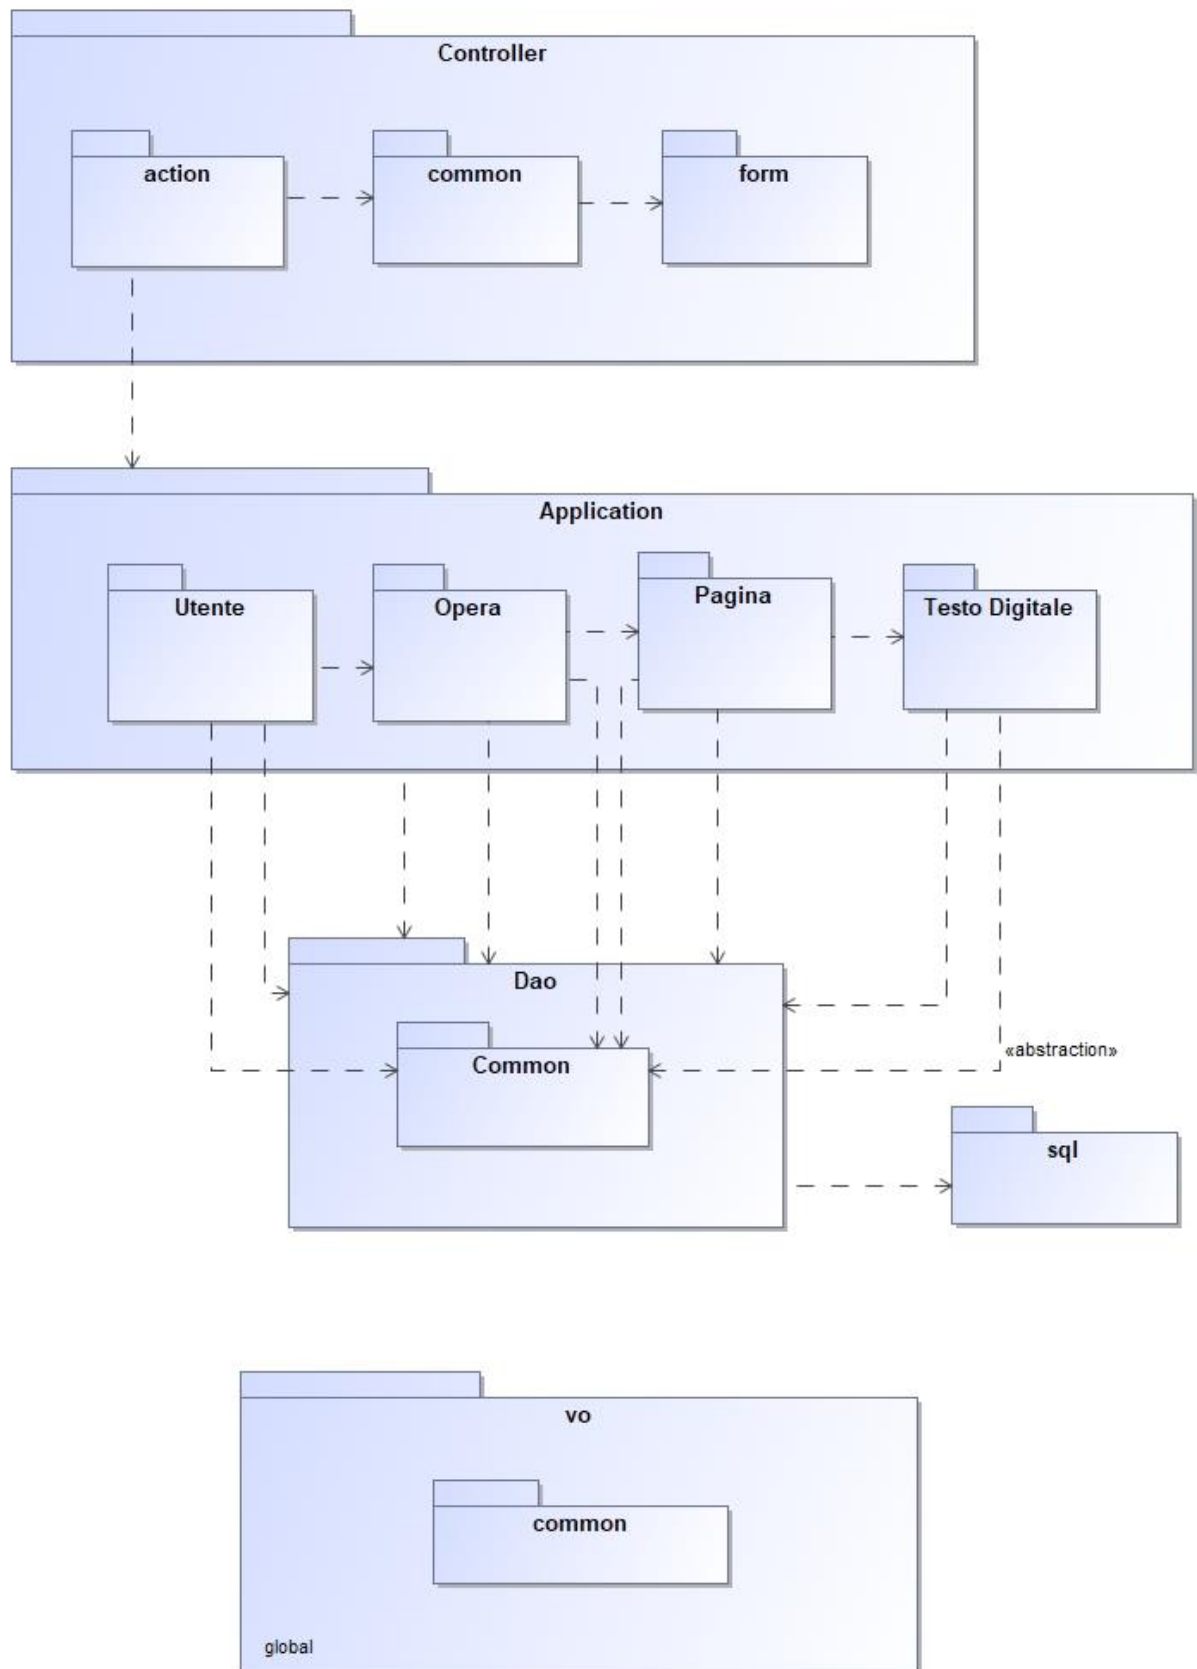 Controller
action
common
form
Application
Utente
Opera
Pagina
Testo Digitale
Dao
Common
«abstraction»
sql
vo
common
global